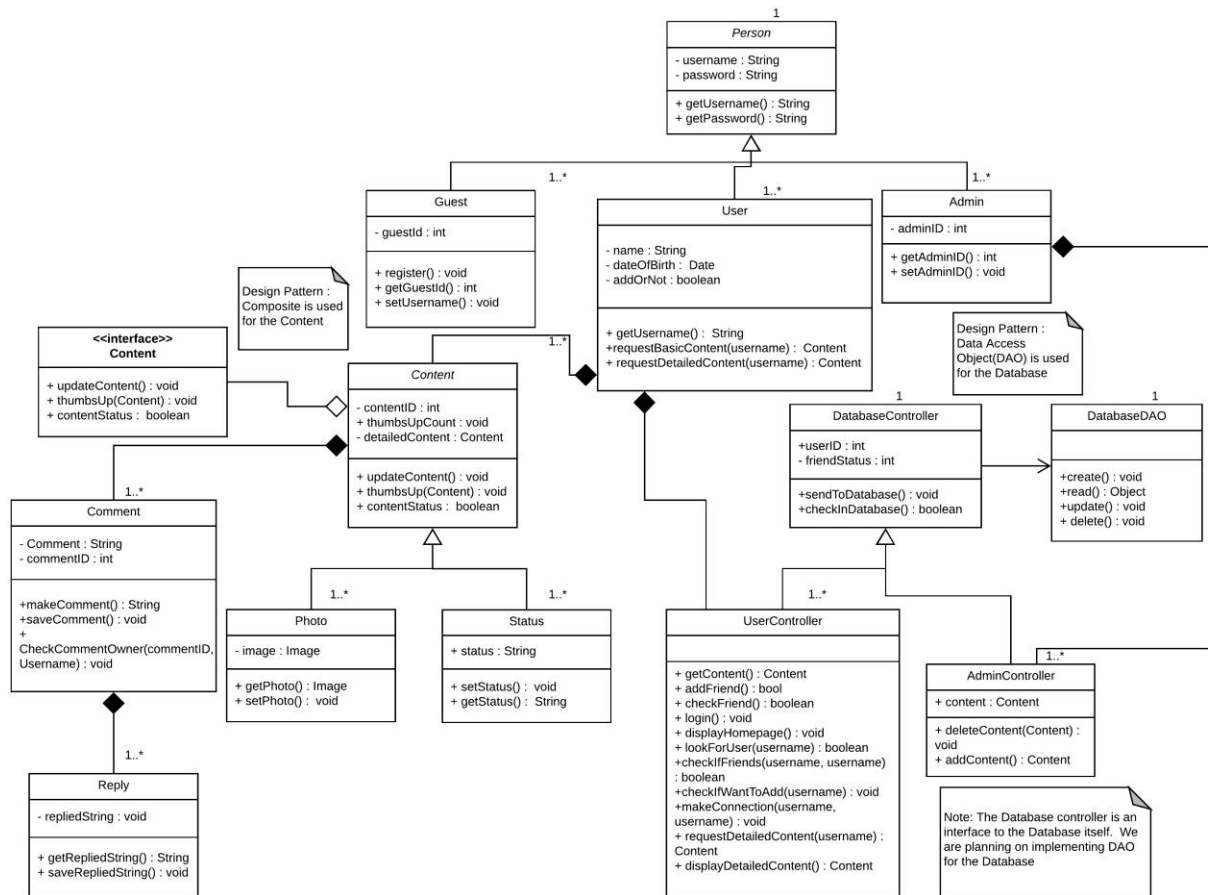 1
Person
- username : String
- password : String
+ getUsername() : String
+ getPassword() : String
1..*
1..*
1..*
Guest
- guestId : int
+ register() : void
+ getGuestId() : int
+ setUsername() : void
User
- name : String
- dateOfBirth :  Date
- addOrNot : boolean
+ getUsername() :  String
+requestBasicContent(username) :  Content
+ requestDetailedContent(username) : Content
Admin
- adminID : int
+ getAdminID() : int
+ setAdminID() : void
Design Pattern :
Composite is used
for the Content
Design Pattern :
Data Access
Object(DAO) is used
for the Database
<<interface>>
Content
+ updateContent() : void
+ thumbsUp(Content) : void
+ contentStatus :  boolean
1..*
Content
- contentID : int
+ thumbsUpCount : void
- detailedContent : Content
+ updateContent() : void
+ thumbsUp(Content) : void
+ contentStatus :  boolean
1
DatabaseController
+userID : int
- friendStatus : int
+sendToDatabase() : void
+checkInDatabase() : boolean
1
DatabaseDAO
+create() : void
+read() : Object
+update() : void
+ delete() : void
1..*
Comment
- Comment : String
- commentID : int
+makeComment() : String
+saveComment() : void
+
CheckCommentOwner(commentID,
Username) : void
1..*
Photo
- image : Image
+ getPhoto() : Image
+ setPhoto() :  void
1..*
Status
+ status : String
+ setStatus() :  void
+ getStatus() :  String
1..*
UserController
+ getContent() : Content
+ addFriend() : bool
+ checkFriend() : boolean
+ login() : void
+ displayHomepage() : void
+ lookForUser(username) : boolean
+checkIfFriends(username, username)
: boolean
+checkIfWantToAdd(username) : void
+makeConnection(username,
username) : void
+ requestDetailedContent(username) :
Content
+ displayDetailedContent() : Content
1..*
AdminController
+ content : Content
+ deleteContent(Content) :
void
+ addContent() : Content
1..*
Reply
- repliedString : void
+ getRepliedString() : String
+ saveRepliedString() : void
Note: The Database controller is an
interface to the Database itself.  We
are planning on implementing DAO
for the Database